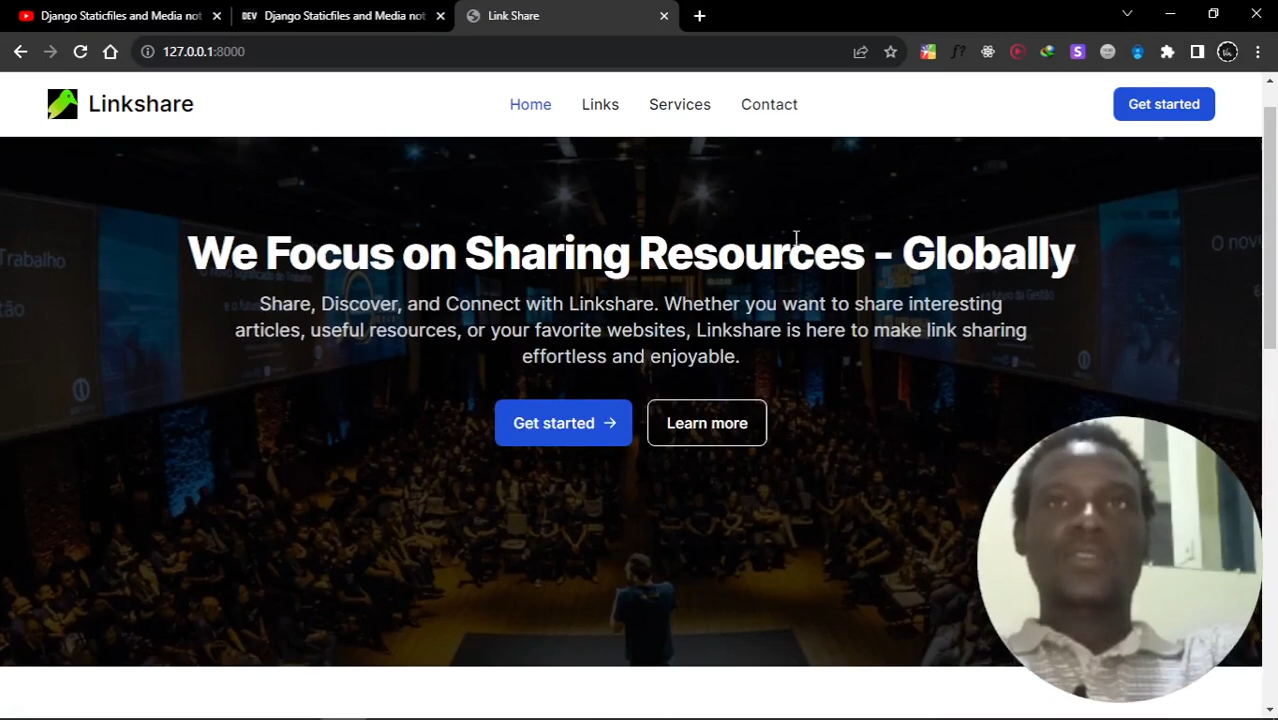 Django Staticfiles and Media not
DEV Django Staticfiles and Media not
Link Share
127.0.0.1:8000
Linkshare
Home
Links
Services
Contact
Get started
We Focus on Sharing Resources - Globally
Share, Discover, and Connect with Linkshare. Whether you want to share interesting
articles, useful resources, or your favorite websites, Linkshare is here to make link sharing
effortless and enjoyable.
Get started →
Learn more
Trabalho
O novo